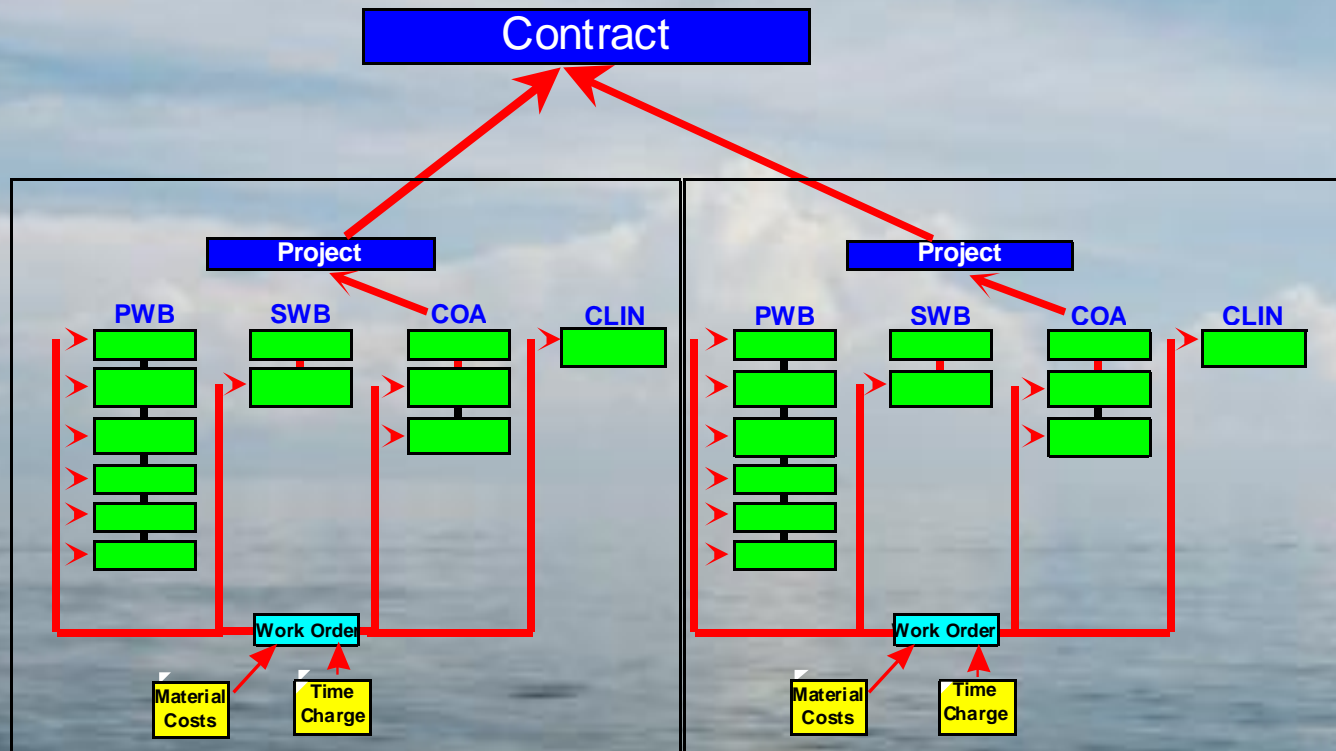 Contract
Project
Project
PWB SWB COA CLIN
PWB SWB COA CLIN
Work Order
Work Order
Material
Costs
Time
Charge
Material
Costs
Time
Charge